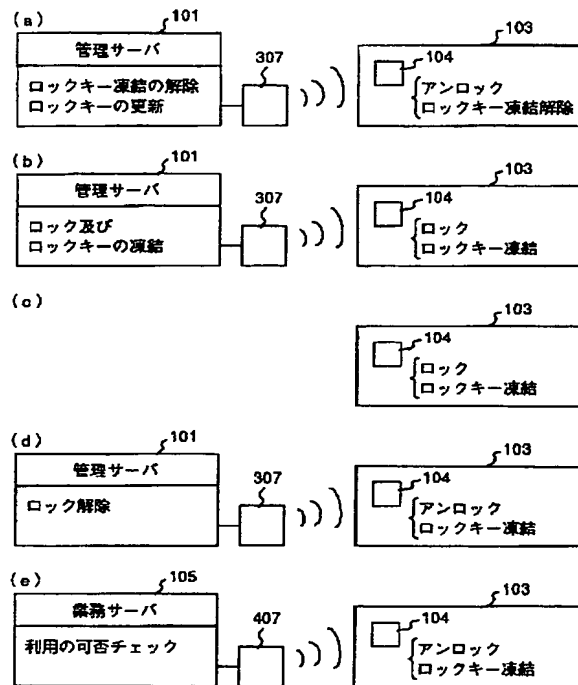 (a)
101
管理サーバ
ロックキー凍結の解除
ロックキーの更新
307
103
104
アンロック
ロックキー凍結解除
(b)
101
管理サーバ
ロック及び
ロックキーの凍結
307
103
104
ロック
ロックキー凍結
(c)
103
104
ロック
ロックキー凍結
(d)
101
管理サーバ
ロック解除
307
103
104
アンロック
ロックキー凍結
(e)
105
業務サーバ
利用の可否チェック
407
103
104
アンロック
ロックキー凍結